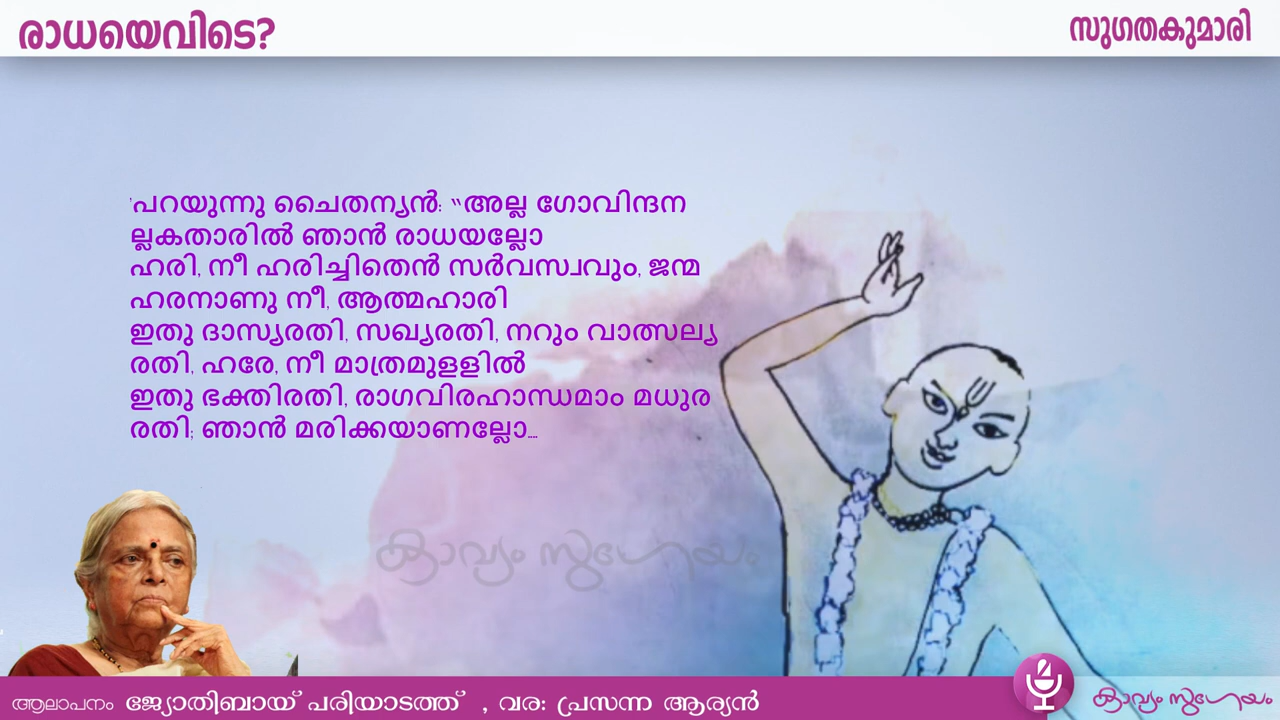 രാധയെവിടെ?
സുഗതകുമാരി
'പറയുന്നു ചൈതന്യൻ: “അല്ല ഗോവിന്ദന
ല്ലകതാരിൽ ഞാൻ രാധയല്ലോ
ഹരി, നീ ഹരിച്ചിതെൻ സർവസ്വവും, ജന്മ
ഹരനാണു നീ, ആത്മഹാരി
ഇതു ദാസ്യരതി, സഖ്യരതി, നറും വാത്സല്യ
രതി, ഹരേ, നീ മാത്രമുളളിൽ
ഇതു ഭക്തിരതി, രാഗവിരഹാന്ധമാം മധുര
രതി; ഞാൻ മരിക്കയാണല്ലോ....
കാവ്യം സുഗേയം
ആലാപനം ജ്യോതിബായ് പരിയാടത്ത് , വര: പ്രസന്ന ആര്യൻ
കാവ്യം സുഗേയം